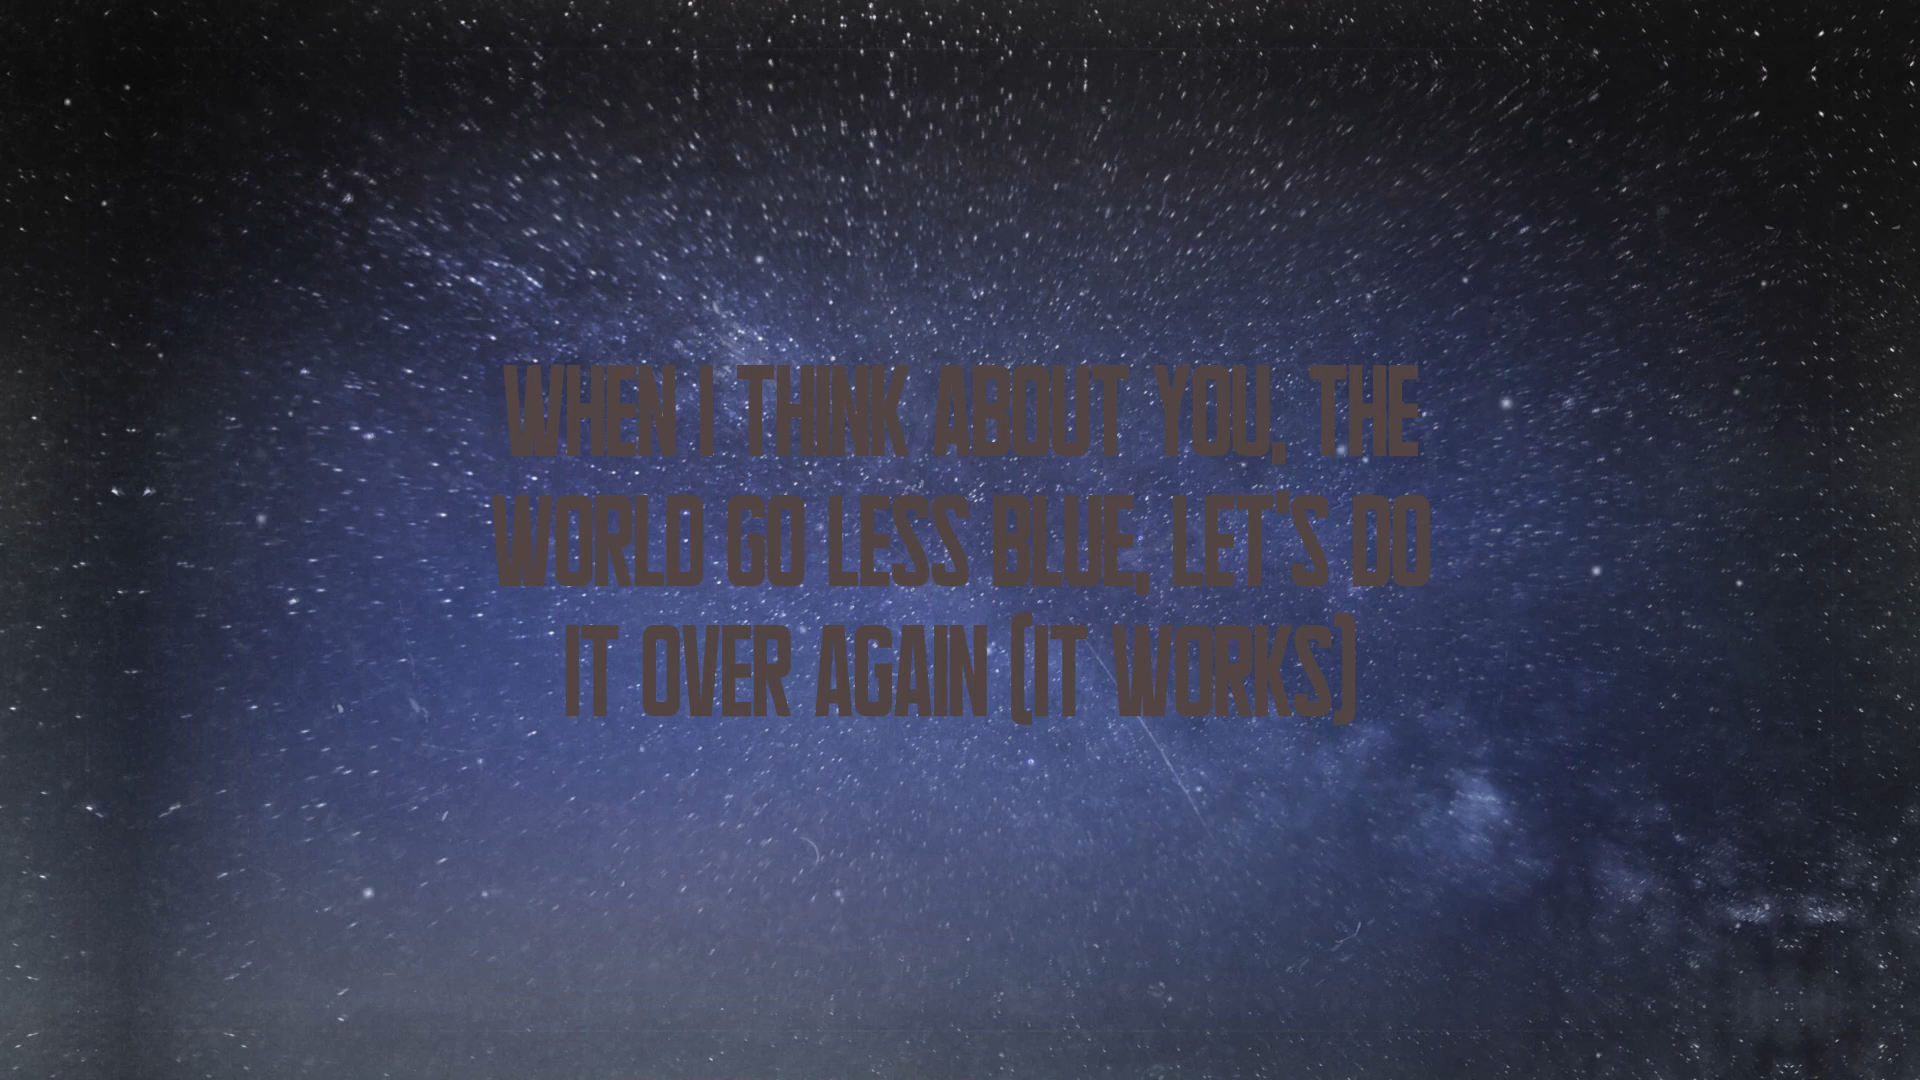 WHEN I THINK ABOUT YOU, THE
WORLD GO LESS BLUE, LET'S DO
IT OVER AGAIN (IT WORKS)